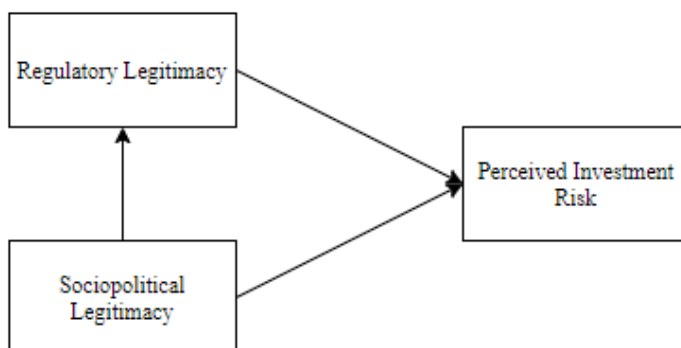 Regulatory Legitimacy
Perceived Investment
Risk
Sociopolitical
Legitimacy